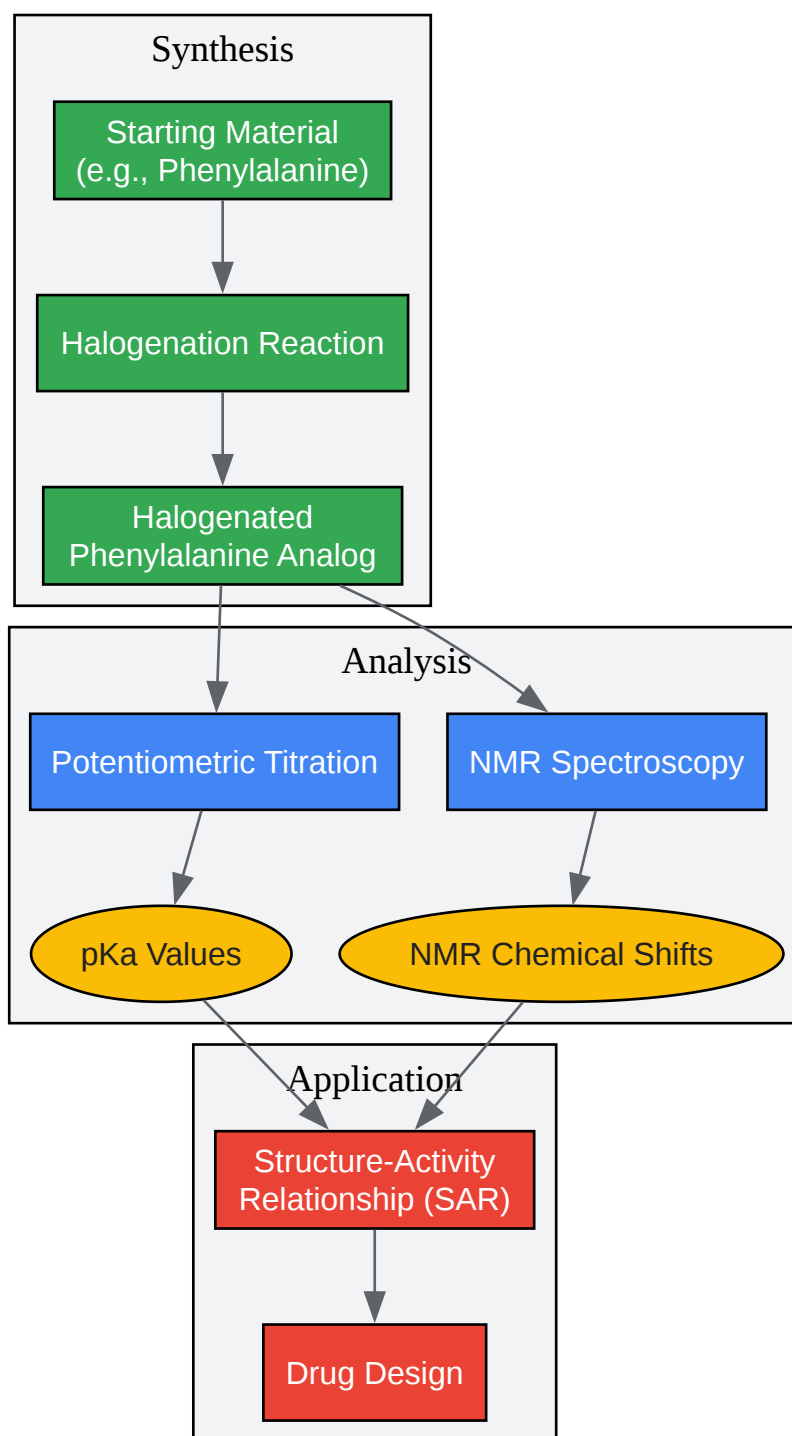 Synthesis
Starting Material
(e.g., Phenylalanine)
Halogenation Reaction
Halogenated
Phenylalanine Analog
Analysis
Potentiometric Titration
NMR Spectroscopy
pKa Values
NMR Chemical Shifts
Application
Structure-Activity
Relationship (SAR)
Drug Design